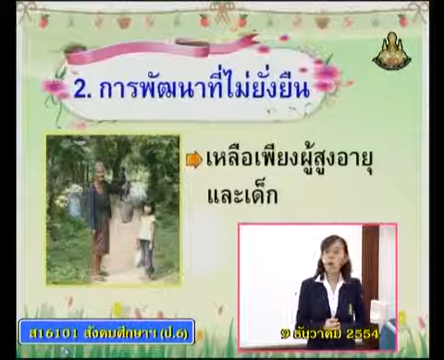 2. การพัฒนาที่ไม่ยั่งยืน
เหลือเพียงผู้สูงอายุ
และเด็ก
ส16101 สังคมศึกษาฯ (ป.6)
9 ธันวาคม 2554